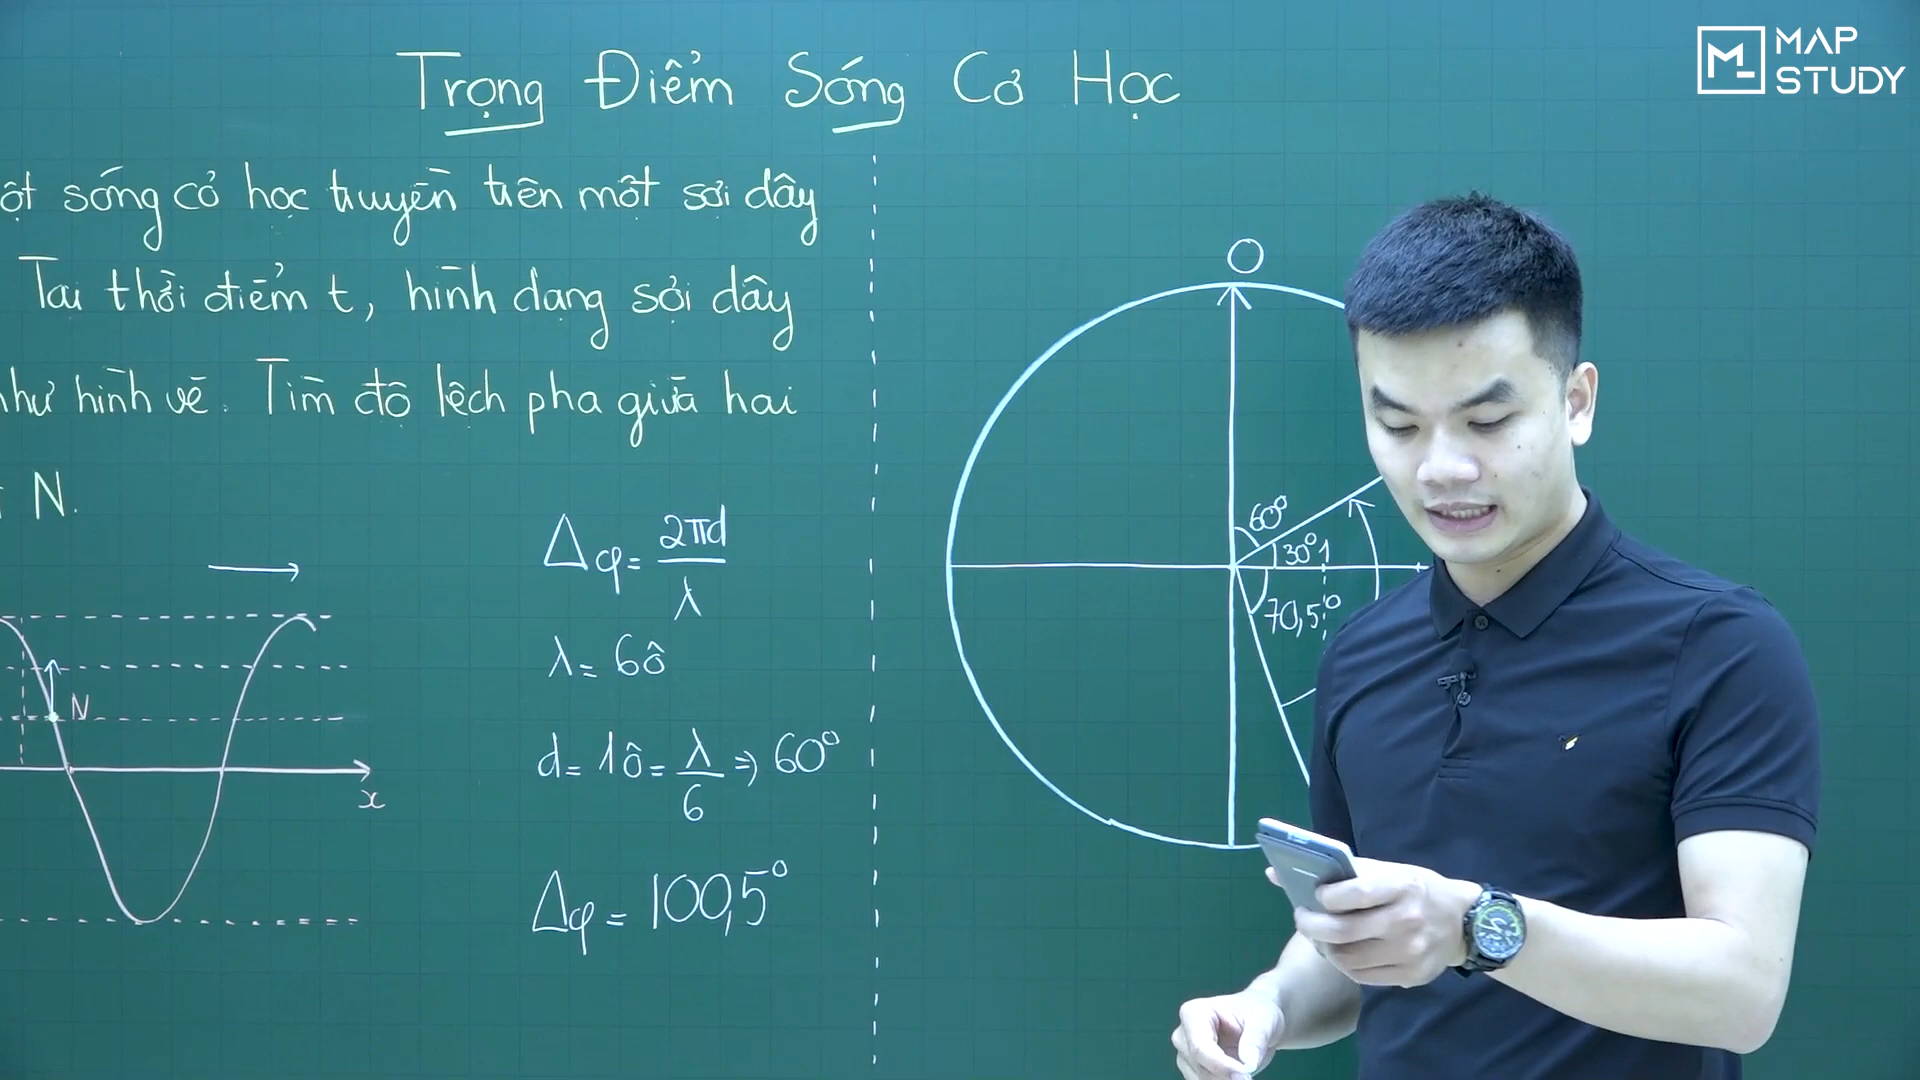 MAP
STUDY
Trọng Điểm Sóng Cơ Học
ột sóng cơ học truyền trên một sợi dây
Tại thời điểm t, hình dạng sợi dây
như hình vẽ. Tìm độ lệch pha giữa hai
N.
Δφ = 2πd/λ
λ = 6ô
d = 1ô = λ/6 => 60°
Δφ = 100,5°
N
x
O
60°
30°
1
70,5°